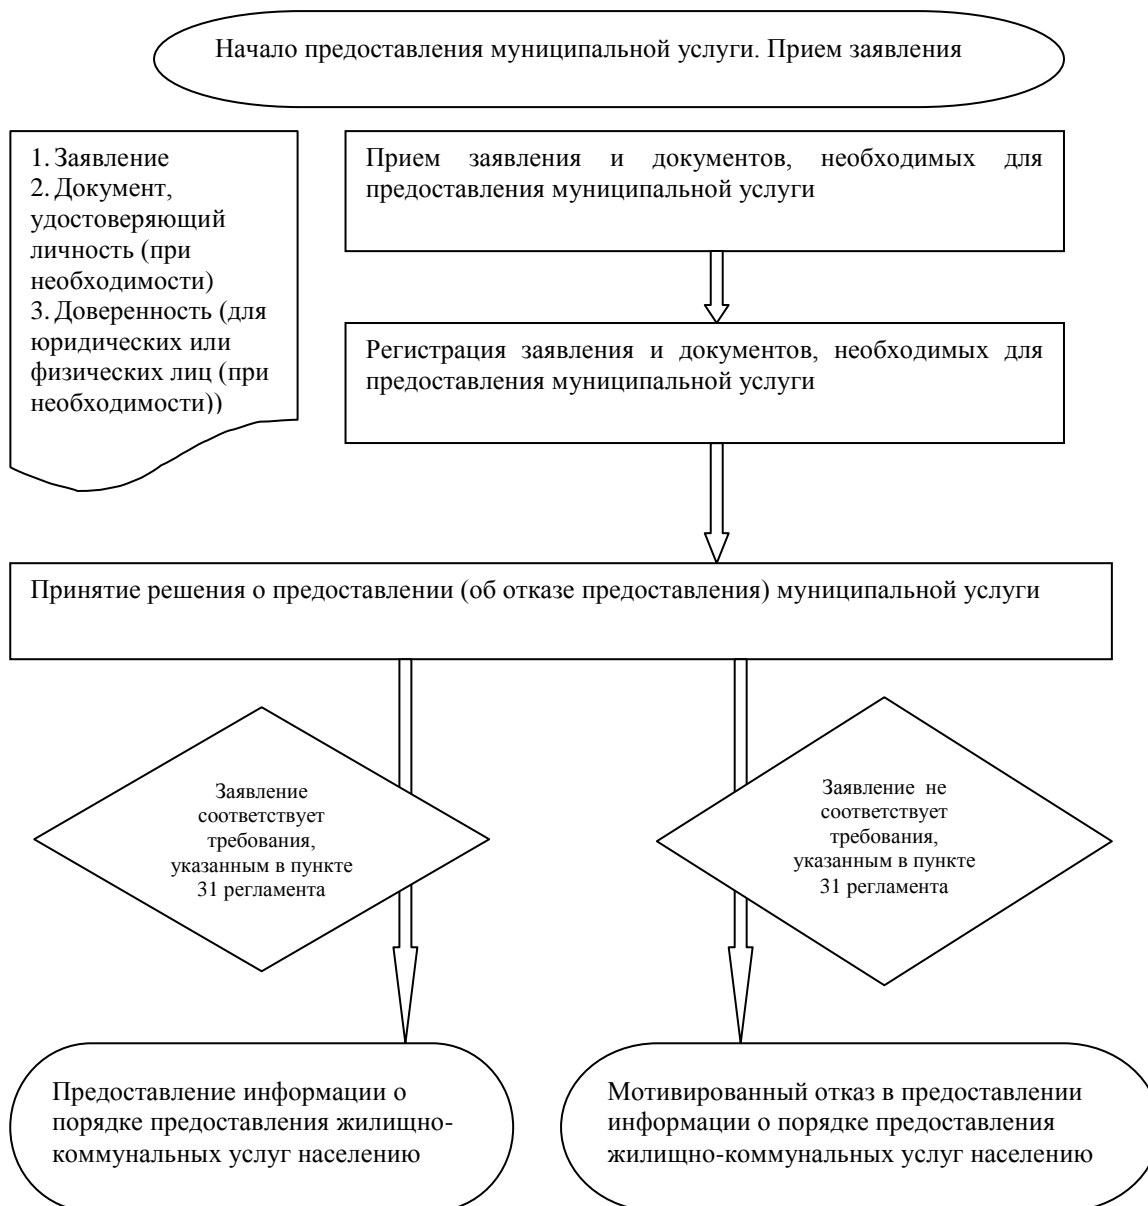 Начало предоставления муниципальной услуги. Прием заявления
1. Заявление
2. Документ,
удостоверяющий
личность (при
необходимости)
3. Доверенность (для
юридических или
физических лиц (при
необходимости))
Прием заявления и документов, необходимых для
предоставления муниципальной услуги
Регистрация заявления и документов, необходимых для
предоставления муниципальной услуги
Принятие решения о предоставлении (об отказе предоставления) муниципальной услуги
Заявление
соответствует
требования,
указанным в пункте
31 регламента
Заявление не
соответствует
требования,
указанным в пункте
31 регламента
Предоставление информации о
порядке предоставления жилищно-
коммунальных услуг населению
Мотивированный отказ в предоставлении
информации о порядке предоставления
жилищно-коммунальных услуг населению